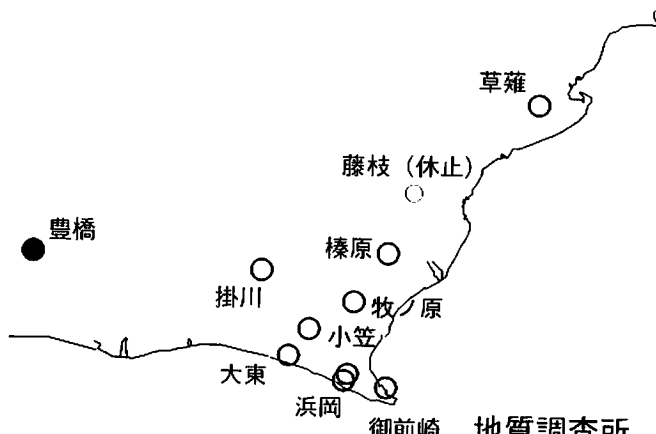 草薙
藤枝（休止）
豊橋
榛原
掛川
牧ノ原
小笠
大東
浜岡
御前崎
地質調査所